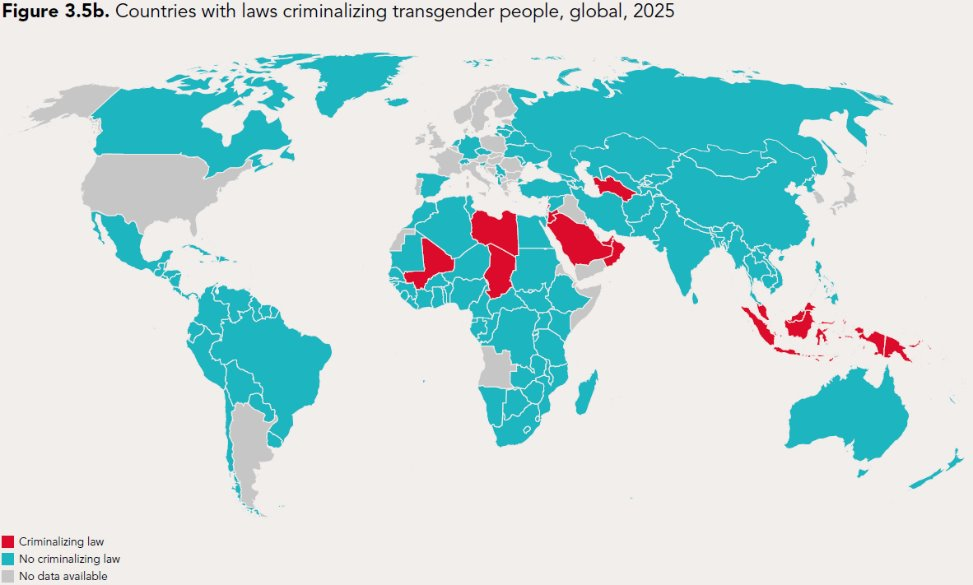 Figure 3.5b. Countries with laws criminalizing transgender people, global, 2025
Criminalizing law
No criminalizing law
No data available